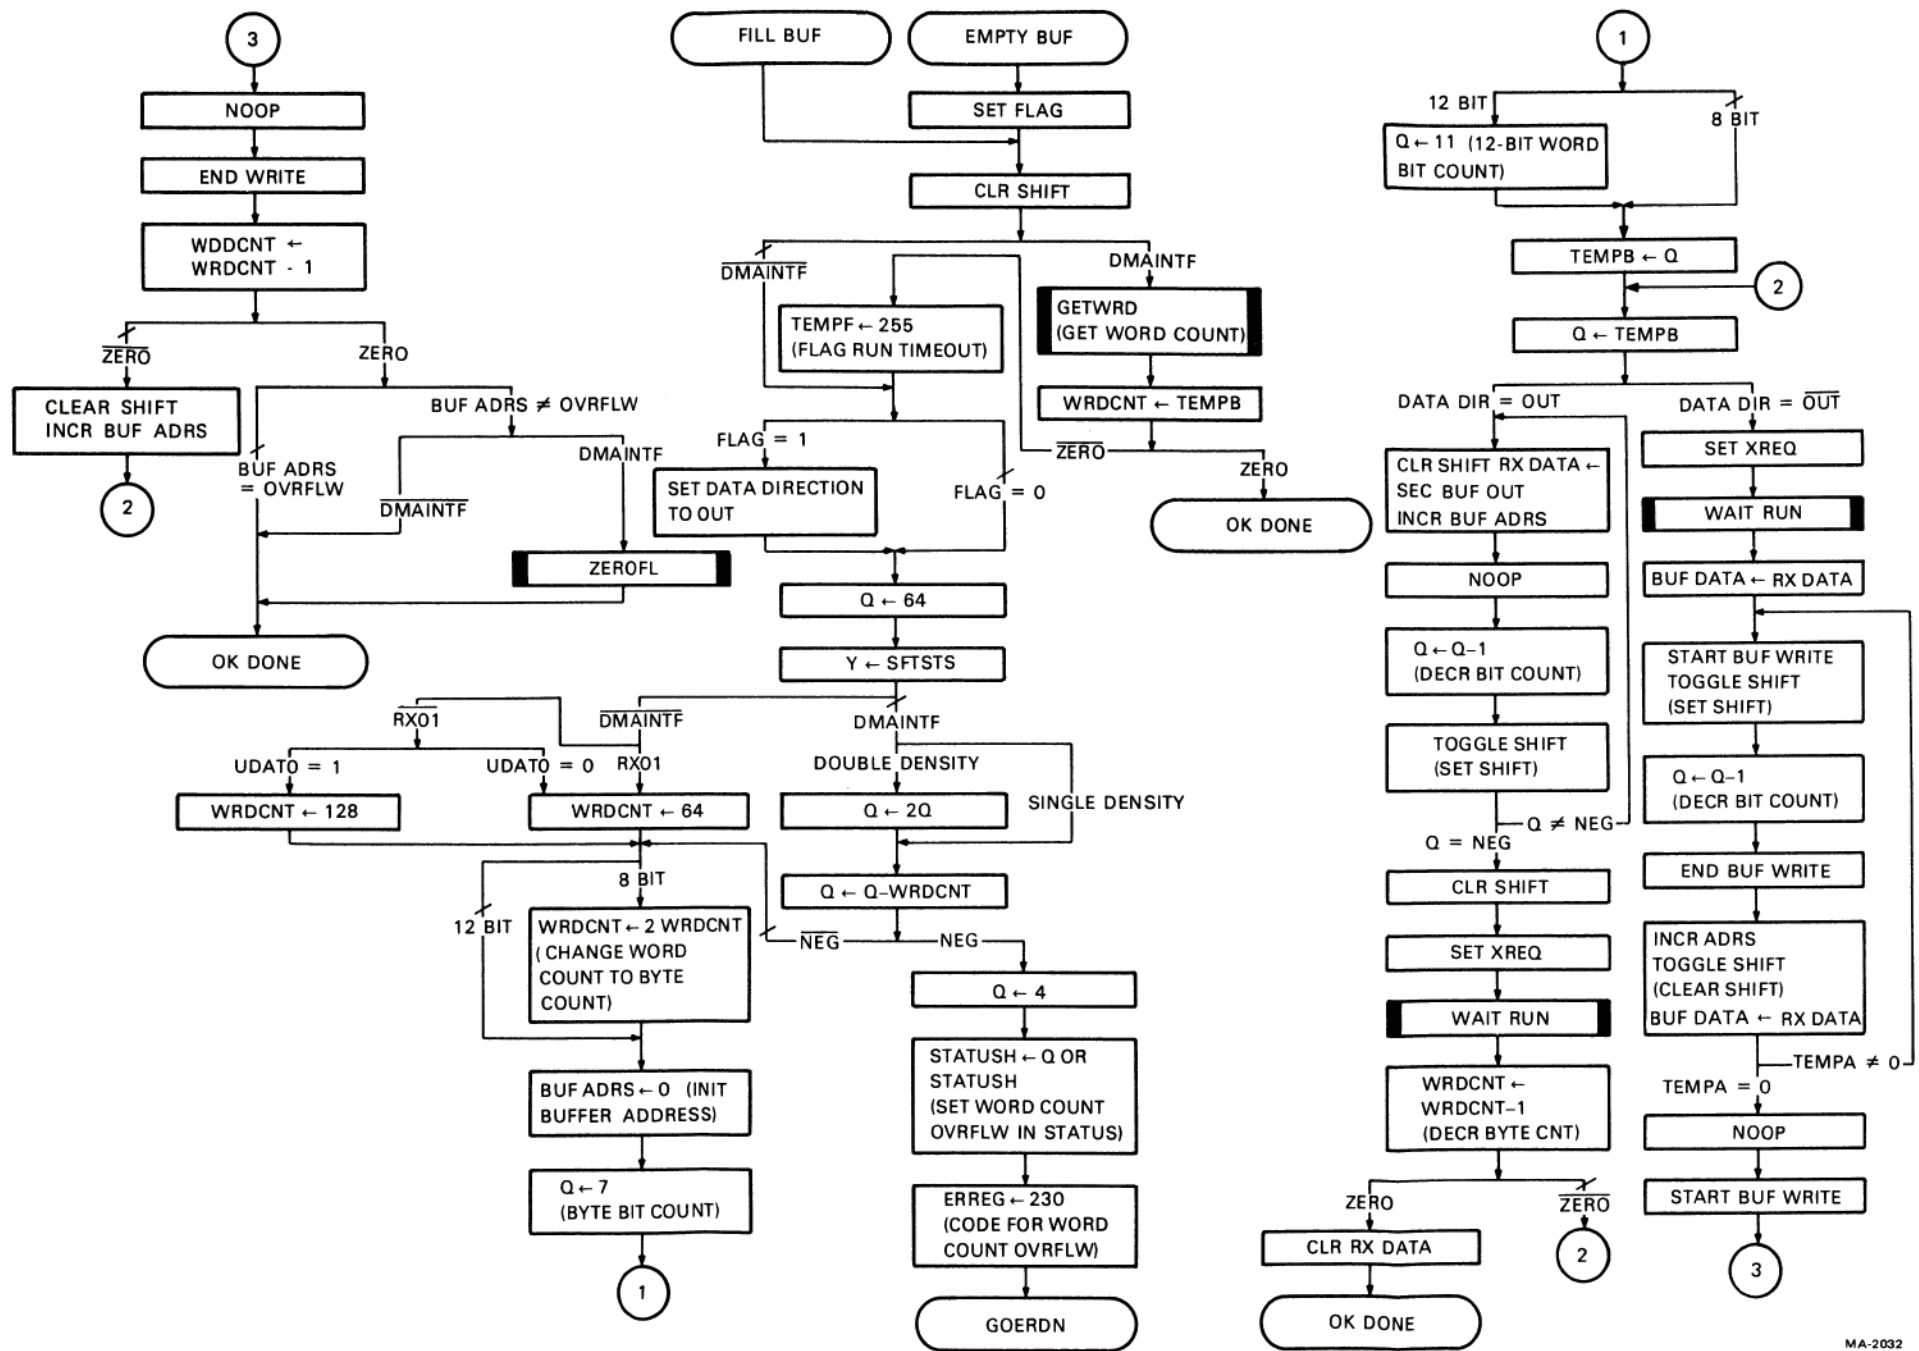 3
NOOP
END WRITE
WDDCNT ←
WRDCNT - 1
Z̅E̅R̅O̅
ZERO
CLEAR SHIFT
INCR BUF ADRS
2
BUF ADRS ≠ OVRFLW
BUF ADRS
= OVRFLW
D̅M̅A̅I̅N̅T̅F̅
DMAINTF
ZEROFL
OK DONE
FILL BUF
EMPTY BUF
SET FLAG
CLR SHIFT
D̅M̅A̅I̅N̅T̅F̅
DMAINTF
TEMPF ← 255
(FLAG RUN TIMEOUT)
GETWRD
(GET WORD COUNT)
WRDCNT ← TEMPB
Z̅E̅R̅O̅
ZERO
OK DONE
FLAG = 1
FLAG = 0
SET DATA DIRECTION
TO OUT
Q ← 64
Y ← SFTSTS
R̅X̅0̅1̅
D̅M̅A̅I̅N̅T̅F̅
DMAINTF
UDAT0 = 1
UDAT0 = 0
RX01
DOUBLE DENSITY
SINGLE DENSITY
WRDCNT ← 128
WRDCNT ← 64
Q ← 2Q
8 BIT
12 BIT
Q ← Q–WRDCNT
WRDCNT ← 2 WRDCNT
( CHANGE WORD
COUNT TO BYTE
COUNT)
N̅E̅G̅
NEG
BUF ADRS ← 0 (INIT
BUFFER ADDRESS)
Q ← 7
(BYTE BIT COUNT)
1
Q ← 4
STATUSH ← Q OR
STATUSH
(SET WORD COUNT
OVRFLW IN STATUS)
ERREG ← 230
(CODE FOR WORD
COUNT OVRFLW)
GOERDN
1
12 BIT
8 BIT
Q ← 11 (12-BIT WORD
BIT COUNT)
TEMPB ← Q
2
Q ← TEMPB
DATA DIR = OUT
DATA DIR = O̅U̅T̅
CLR SHIFT RX DATA ←
SEC BUF OUT
INCR BUF ADRS
NOOP
Q ← Q–1
(DECR BIT COUNT)
TOGGLE SHIFT
(SET SHIFT)
Q ≠ NEG
Q = NEG
CLR SHIFT
SET XREQ
WAIT RUN
WRDCNT ←
WRDCNT–1
(DECR BYTE CNT)
ZERO
Z̅E̅R̅O̅
CLR RX DATA
2
OK DONE
SET XREQ
WAIT RUN
BUF DATA ← RX DATA
START BUF WRITE
TOGGLE SHIFT
(SET SHIFT)
Q ← Q–1
(DECR BIT COUNT)
END BUF WRITE
INCR ADRS
TOGGLE SHIFT
(CLEAR SHIFT)
BUF DATA ← RX DATA
TEMPA ≠ 0
TEMPA = 0
NOOP
START BUF WRITE
3
MA-2032